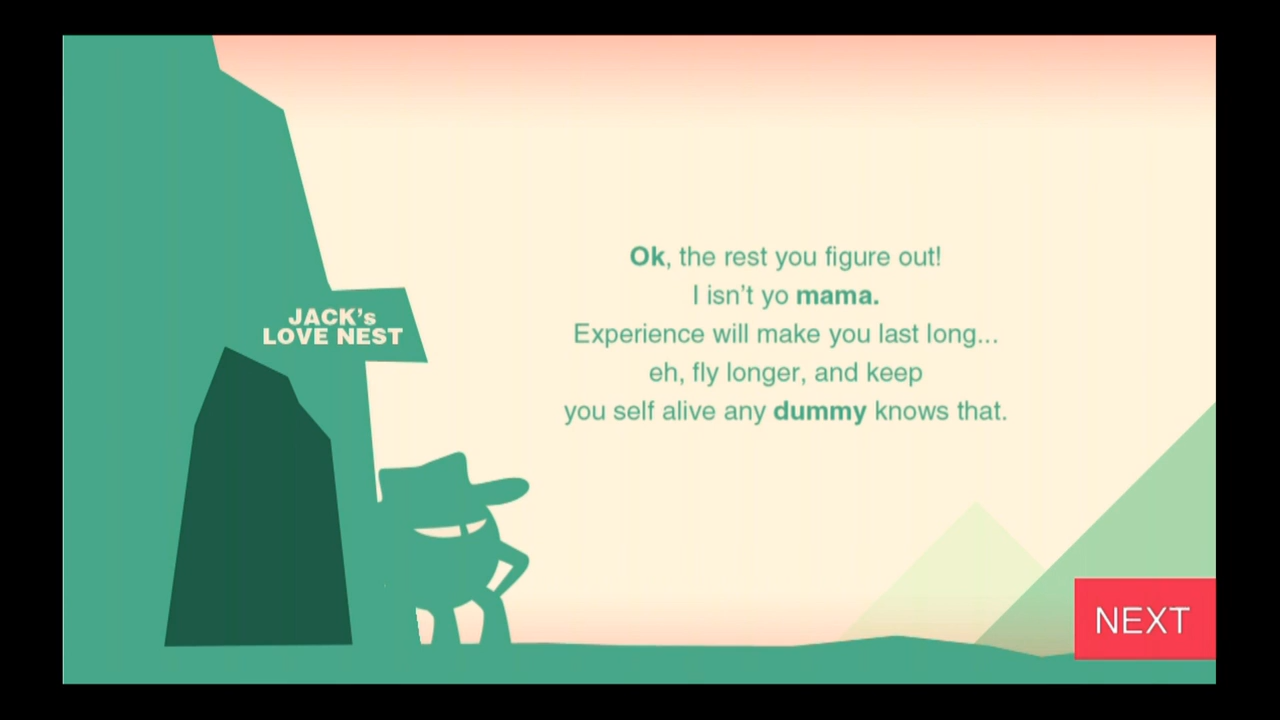 JACK's
LOVE NEST
Ok, the rest you figure out!
I isn't yo mama.
Experience will make you last long...
eh, fly longer, and keep
you self alive any dummy knows that.
NEXT